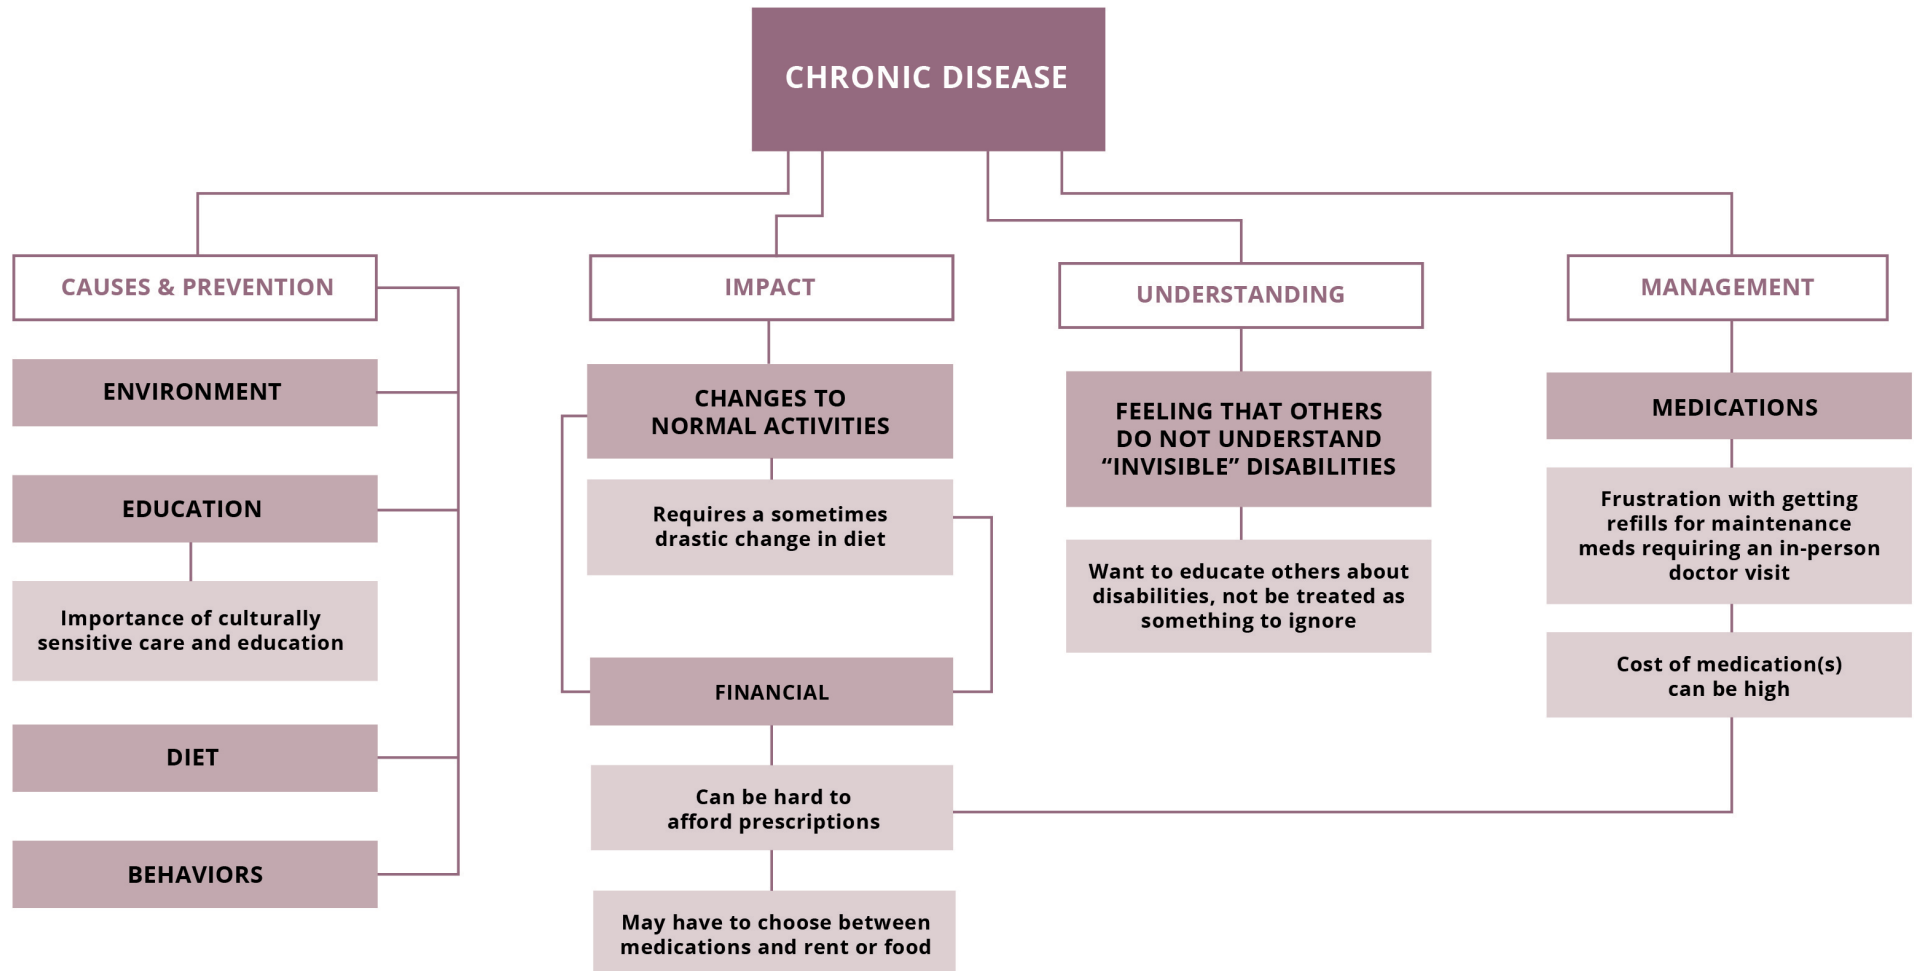 CHRONIC DISEASE
CAUSES & PREVENTION
ENVIRONMENT
EDUCATION
Importance of culturally
sensitive care and education
DIET
BEHAVIORS
IMPACT
CHANGES TO
NORMAL ACTIVITIES
Requires a sometimes
drastic change in diet
FINANCIAL
Can be hard to
afford prescriptions
May have to choose between
medications and rent or food
UNDERSTANDING
FEELING THAT OTHERS
DO NOT UNDERSTAND
“INVISIBLE” DISABILITIES
Want to educate others about
disabilities, not be treated as
something to ignore
MANAGEMENT
MEDICATIONS
Frustration with getting
refills for maintenance
meds requiring an in-person
doctor visit
Cost of medication(s)
can be high